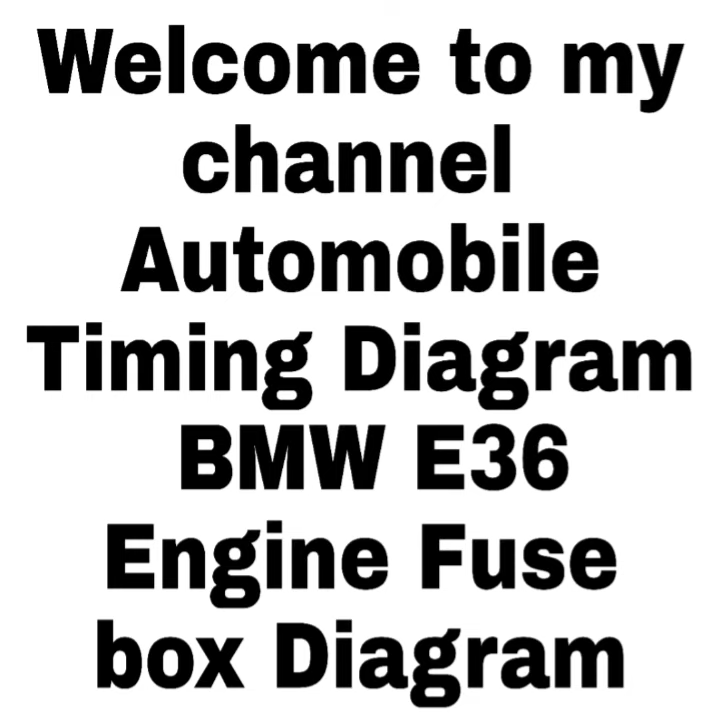 Welcome to my
channel
Automobile
Timing Diagram
BMW E36
Engine Fuse
box Diagram